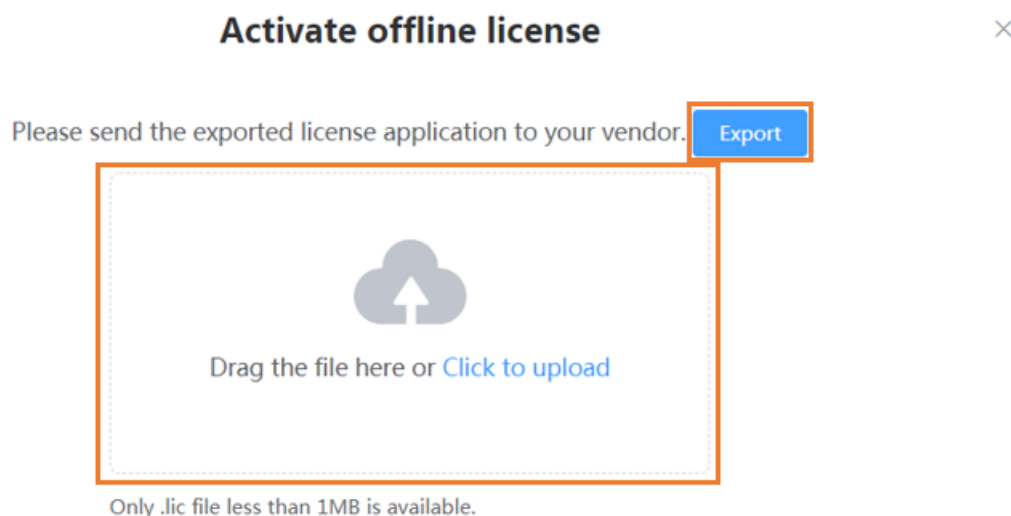 Activate offline license
Please send the exported license application to your vendor. Export
Drag the file here or Click to upload
Only .lic file less than 1MB is available.